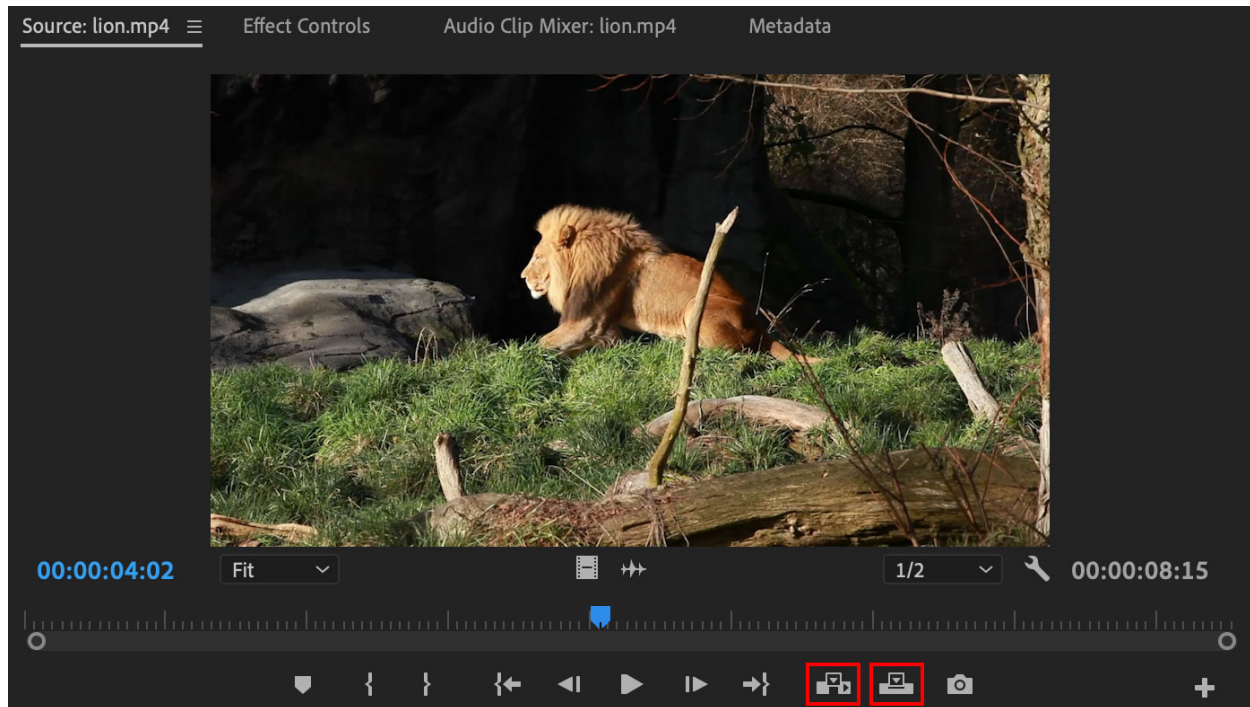 Source: lion.mp4 Effect Controls Audio Clip Mixer: lion.mp4 Metadata
00:00:04:02 Fit 1/2 00:00:08:15